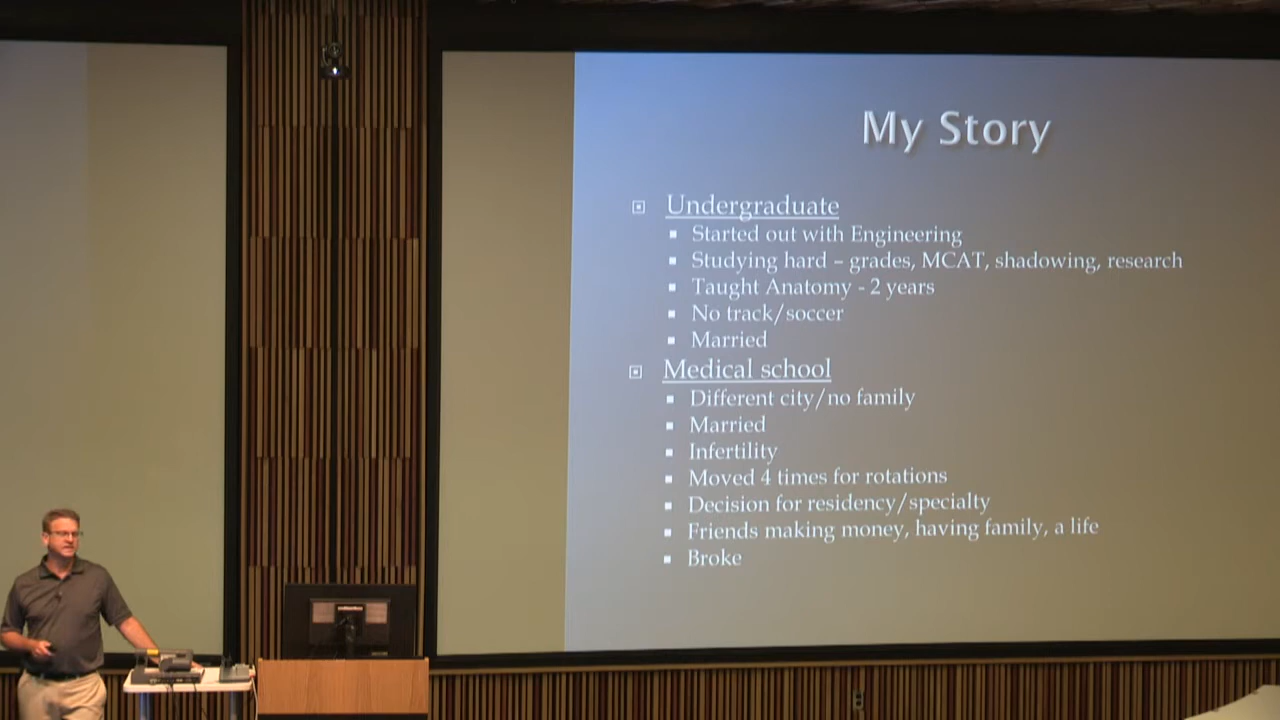 My Story
Undergraduate
Started out with Engineering
Studying hard – grades, MCAT, shadowing, research
Taught Anatomy - 2 years
No track/soccer
Married
Medical school
Different city/no family
Married
Infertility
Moved 4 times for rotations
Decision for residency/specialty
Friends making money, having family, a life
Broke